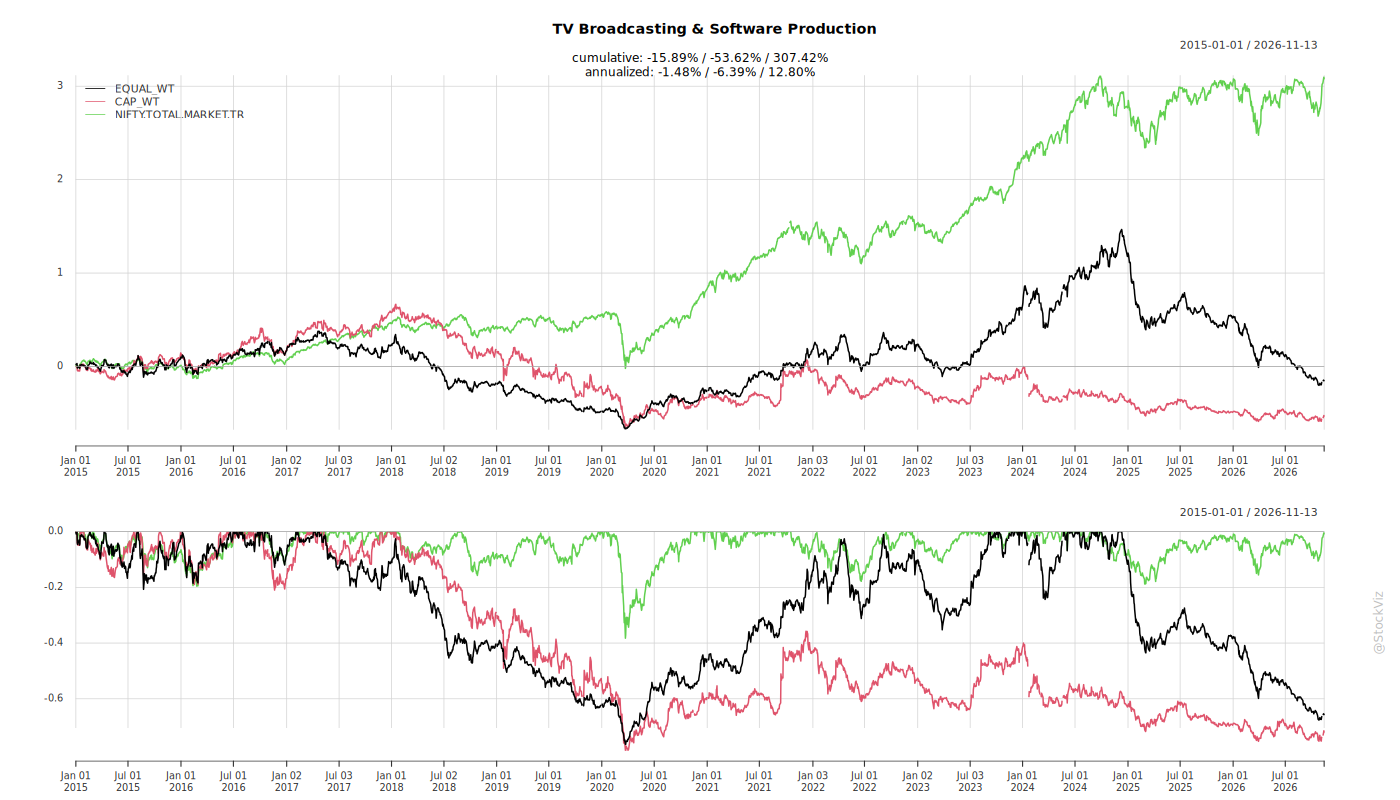 TV Broadcasting & Software Production
2015-01-01 / 2026-11-13
cumulative: -15.89% / -53.62% / 307.42%
annualized: -1.48% / -6.39% / 12.80%
EQUAL_WT
CAP_WT
NIFTY.TOTAL.MARKET.TR
3
2
1
0
Jan 01 Jul 01 Jan 01 Jul 01 Jan 02 Jul 03 Jan 01 Jul 02 Jan 01 Jul 01 Jan 01 Jul 01 Jan 01 Jul 01 Jan 03 Jul 01 Jan 02 Jul 03 Jan 01 Jul 01 Jan 01 Jul 01 Jan 01 Jul 01
2015 2015 2016 2016 2017 2017 2018 2018 2019 2019 2020 2020 2021 2021 2022 2022 2023 2023 2024 2024 2025 2025 2026 2026
2015-01-01 / 2026-11-13
0.0
-0.2
-0.4
-0.6
Jan 01 Jul 01 Jan 01 Jul 01 Jan 02 Jul 03 Jan 01 Jul 02 Jan 01 Jul 01 Jan 01 Jul 01 Jan 01 Jul 01 Jan 03 Jul 01 Jan 02 Jul 03 Jan 01 Jul 01 Jan 01 Jul 01 Jan 01 Jul 01
2015 2015 2016 2016 2017 2017 2018 2018 2019 2019 2020 2020 2021 2021 2022 2022 2023 2023 2024 2024 2025 2025 2026 2026
@StockViz